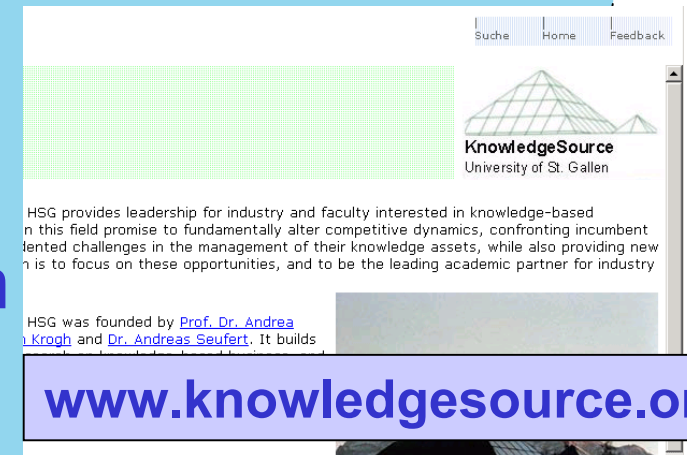 Suche Home Feedback
KnowledgeSource
University of St. Gallen
HSG provides leadership for industry and faculty interested in knowledge-based
n this field promise to fundamentally alter competitive dynamics, confronting incumbent
dented challenges in the management of their knowledge assets, while also providing new
n is to focus on these opportunities, and to be the leading academic partner for industry
HSG was founded by Prof. Dr. Andrea
n Krogh and Dr. Andreas Seufert. It builds
www.knowledgesource.or